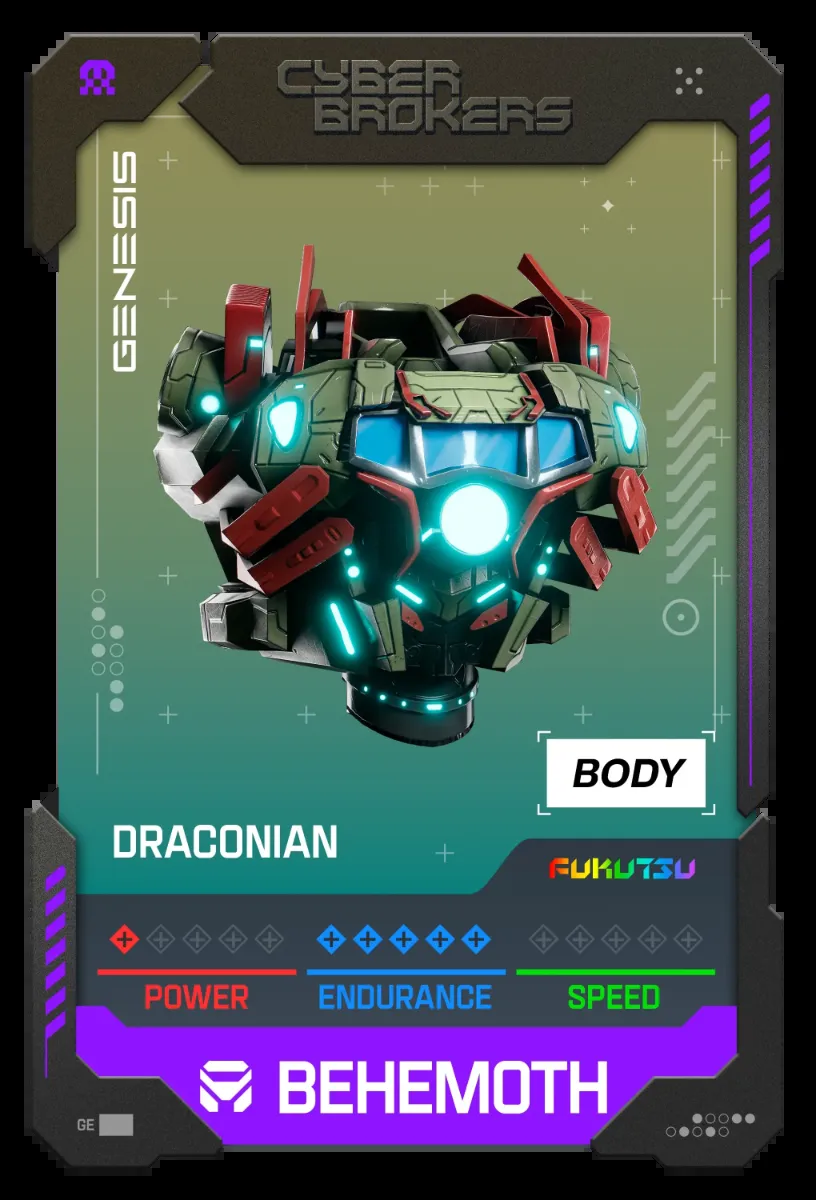 CYBER
BROKERS
GENESIS
BODY
DRACONIAN
FUKUTSU
POWER
ENDURANCE
SPEED
BEHEMOTH
GE